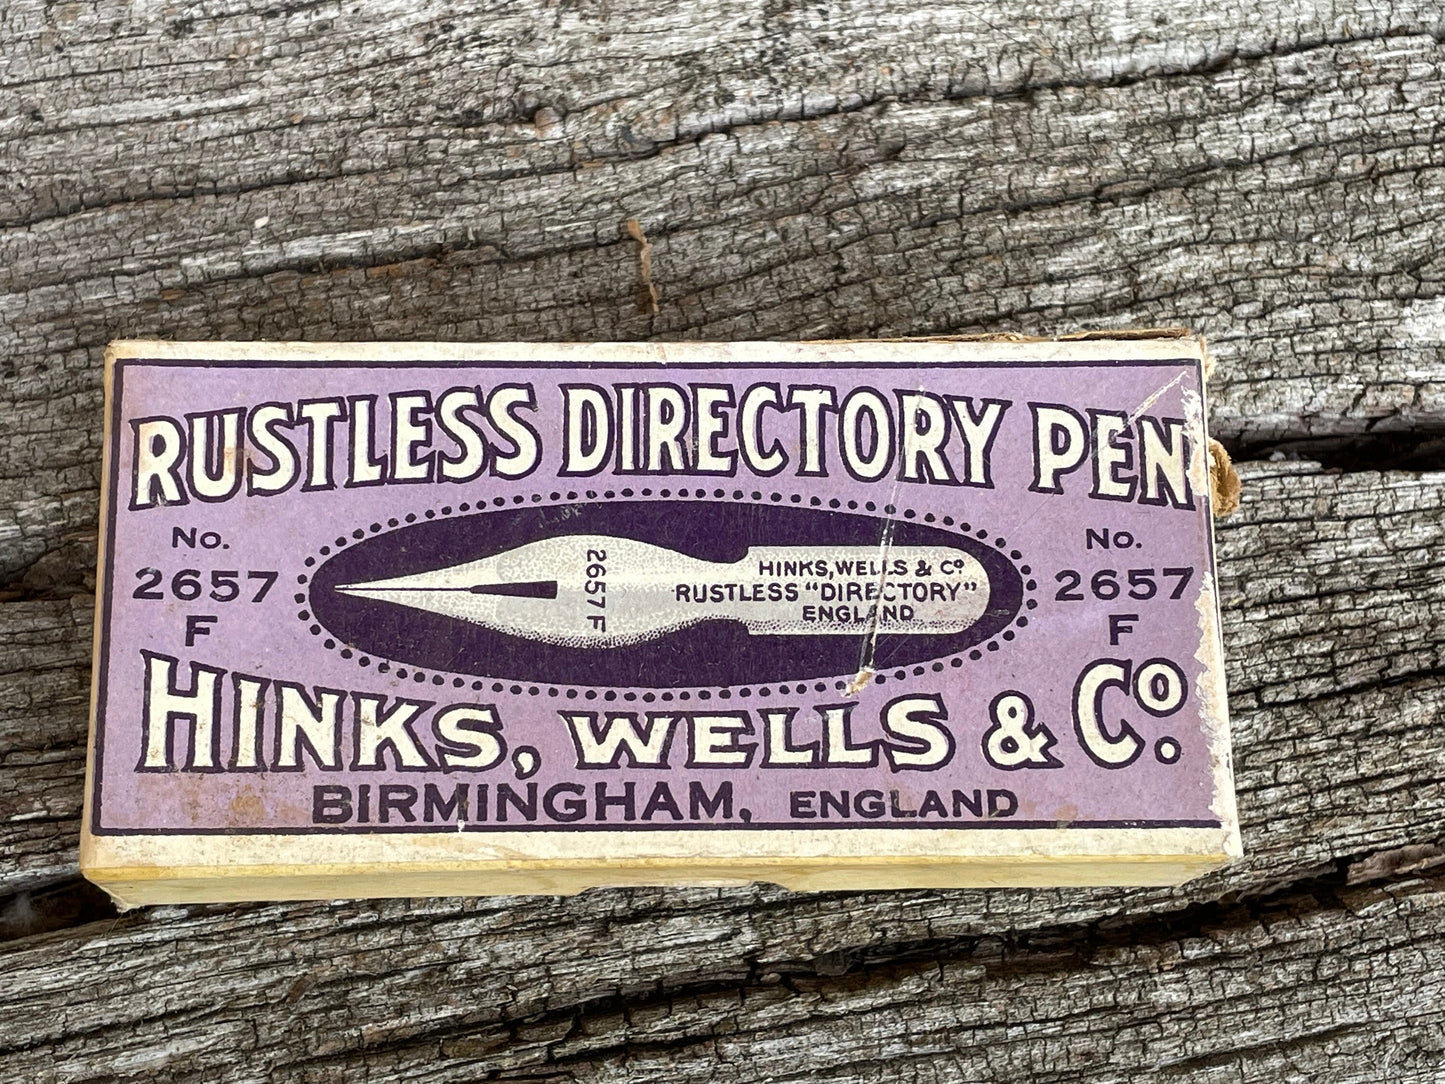 RUSTLESS DIRECTORY PEN
No.
2657
F
2657 F
HINKS, WELLS & Co
RUSTLESS "DIRECTORY"
ENGLAND
No.
2657
F
HINKS, WELLS & Co.
BIRMINGHAM, ENGLAND